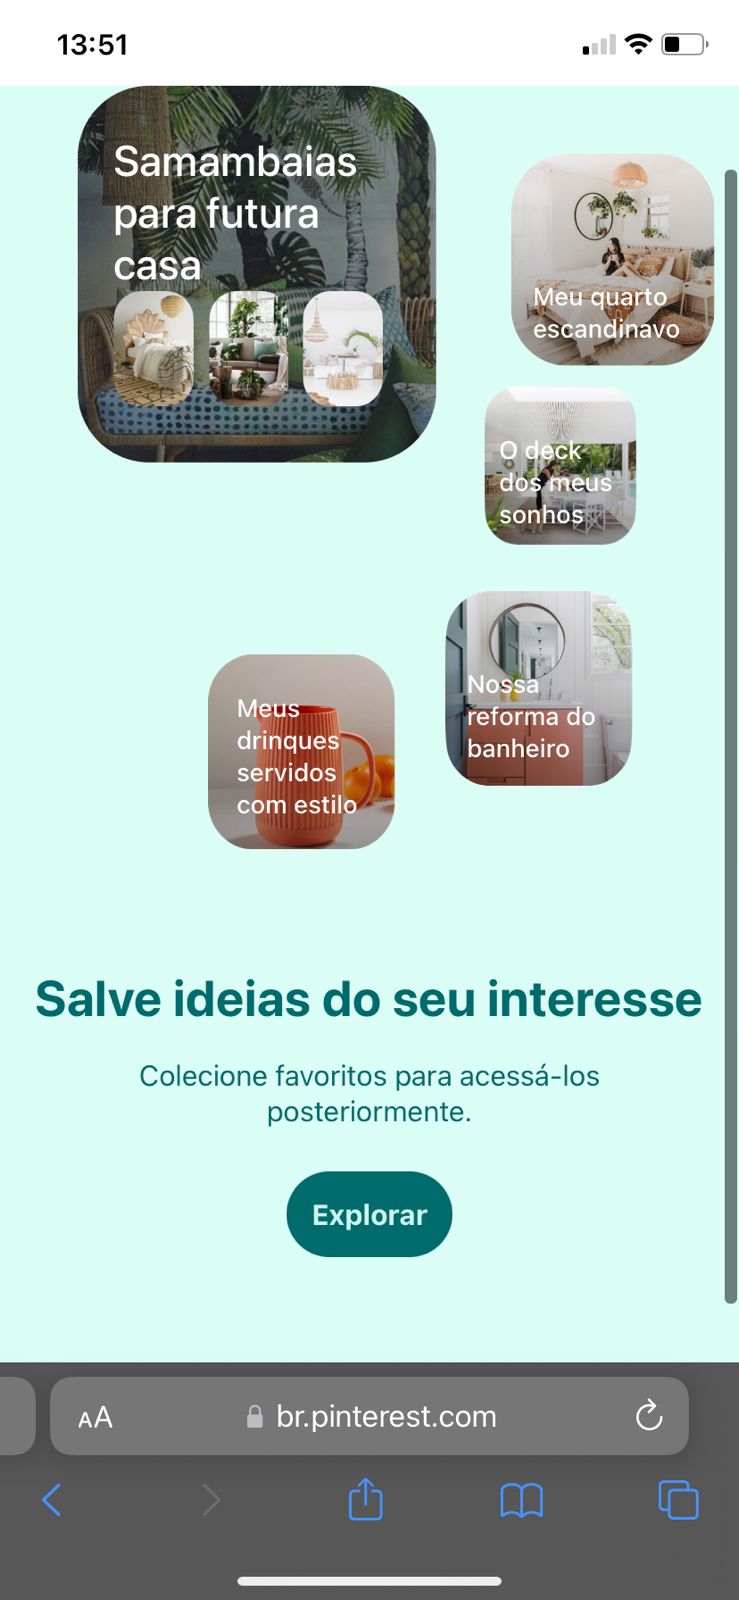 13:51
Samambaias
para futura
casa
Meu quarto
escandinavo
O deck
dos meus
sonhos
Nossa
reforma do
banheiro
Meus
drinques
servidos
com estilo
Salve ideias do seu interesse
Colecione favoritos para acessá-los
posteriormente.
Explorar
AA
br.pinterest.com